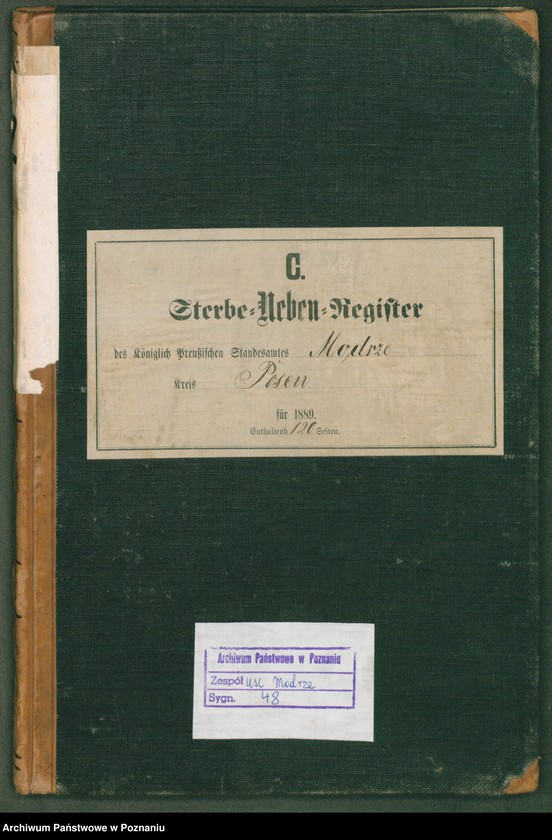 C.
Sterbe-Neben-Register
des Königlich Preußischen Standesamtes Modrze
Kreis Posen
für 1889.
Enthaltend 120 Seiten.
Archiwum Państwowe w Poznaniu
Zespół USC Modrze
Sygn. 48
Archiwum Państwowe w Poznaniu